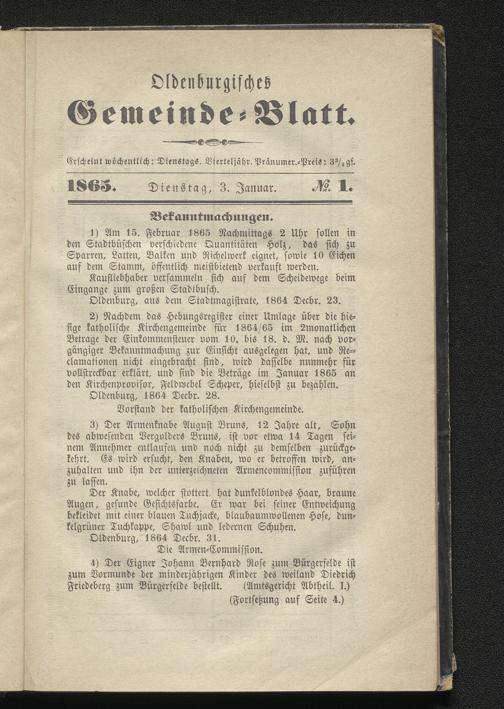 Oldenburgisches
Gemeinde-Blatt.
Erscheint wöchentlich: Dienstags. Vierteljähr. Pränumer.-Preis: 3¾ gr.
1865. Dienstag, 3. Januar. №. 1.
Bekanntmachungen.
1) Am 15. Februar 1865 Nachmittags 2 Uhr sollen in
den Stadtbüschen verschiedene Quantitäten Holz, das sich zu
Sparren, Latten, Balken und Richelwerk eignet, sowie 10 Eichen
auf dem Stamm, öffentlich meistbietend verkauft werden.
Kaufliebhaber versammeln sich auf dem Scheidewege beim
Eingange zum großen Stadtbusch.
Oldenburg, aus dem Stadtmagistrate, 1864 Decbr. 23.
2) Nachdem das Hebungsregister einer Umlage über die hie-
sige katholische Kirchengemeinde für 1864/65 im 2monatlichen
Betrage der Einkommensteuer vom 10. bis 18. d. M. nach vor-
gängiger Bekanntmachung zur Einsicht ausgelegen hat, und Re-
clamationen nicht eingebracht sind, wird dasselbe nunmehr für
vollstreckbar erklärt, und sind die Beträge im Januar 1865 an
den Kirchenprovisor, Feldwebel Scheper, hieselbst zu bezahlen.
Oldenburg, 1864 Decbr. 28.
Vorstand der katholischen Kirchengemeinde.
3) Der Armenknabe August Bruns, 12 Jahre alt, Sohn
des abwesenden Vergolders Bruns, ist vor etwa 14 Tagen sei-
nem Annehmer entlaufen und noch nicht zu demselben zurückge-
kehrt. Es wird ersucht, den Knaben, wo er betroffen wird, an-
zuhalten und ihn der unterzeichneten Armencommission zuführen
zu lassen.
Der Knabe, welcher stottert, hat dunkelblondes Haar, braune
Augen, gesunde Gesichtsfarbe. Er war bei seiner Entweichung
bekleidet mit einer blauen Tuchjacke, blaubaumwollenen Hose, dun-
kelgrüner Tuchkappe, Shawl und ledernen Schuhen.
Oldenburg, 1864 Decbr. 31.
Die Armen-Commission.
4) Der Eigner Johann Bernhard Rose zum Bürgerfelde ist
zum Vormunde der minderjährigen Kinder des weiland Diedrich
Friedeberg zum Bürgerfelde bestellt. (Amtsgericht Abtheil. I.)
(Fortsetzung auf Seite 4.)